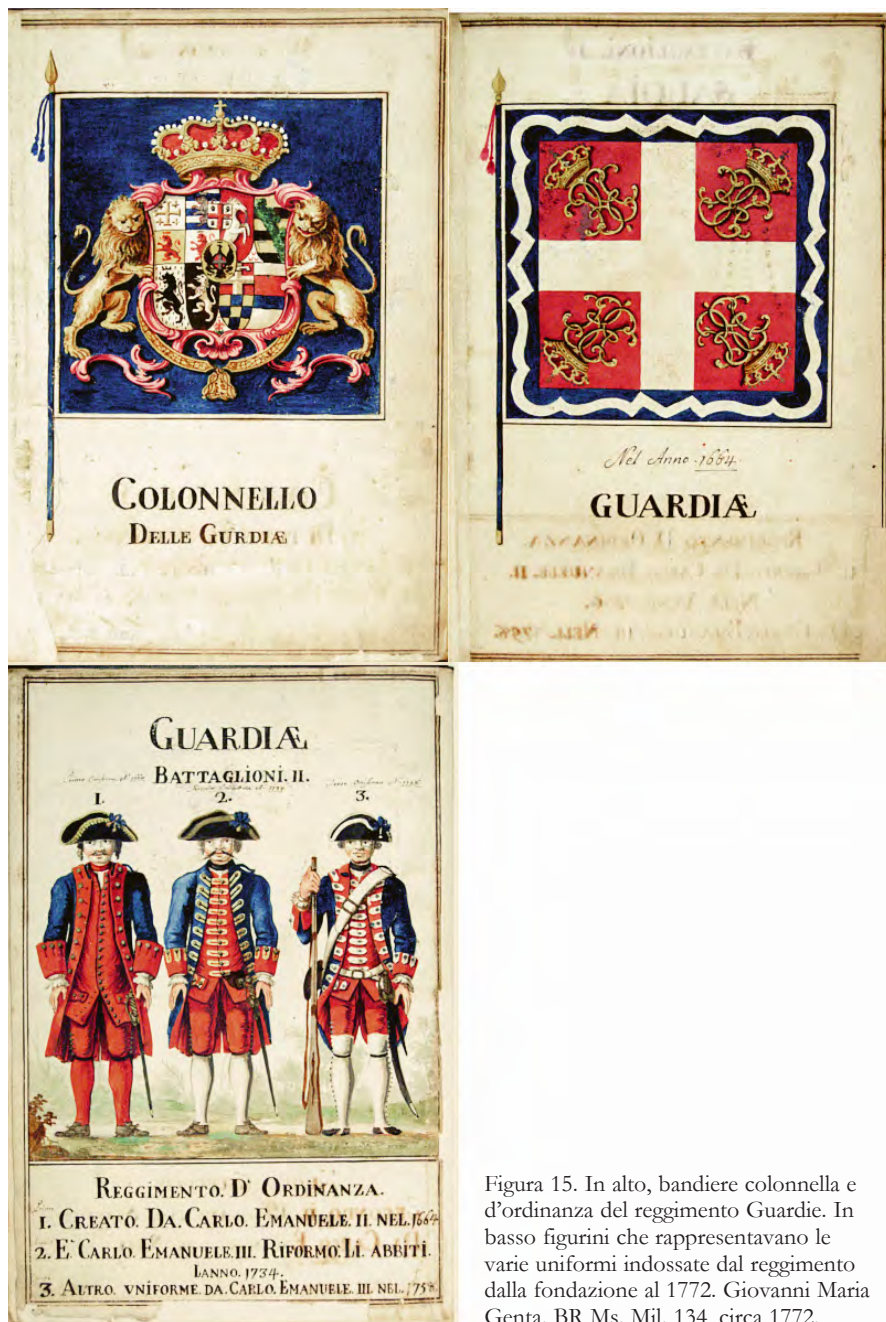 COLONNELLO
DELLE GURDIÆ
Nel Anno 1664.
GUARDIÆ
GUARDIÆ
BATTAGLIONI. II.
1. 2. 3.
REGGIMENTO. D' ORDINANZA.
1. CREATO. DA. CARLO. EMANUELE. II. NEL. 1664
2. E' CARLO. EMANUELE. III. RIFORMO. LI. ABBITI.
LANNO. 1734.
3. ALTRO. VNIFORME. DA. CARLO. EMANUELE. III. NEL.
Figura 15. In alto, bandiere colonnella e
d'ordinanza del reggimento Guardie. In
basso figurini che rappresentavano le
varie uniformi indossate dal reggimento
dalla fondazione al 1772. Giovanni Maria
Genta, BR Ms. Mil. 134, circa 1772.